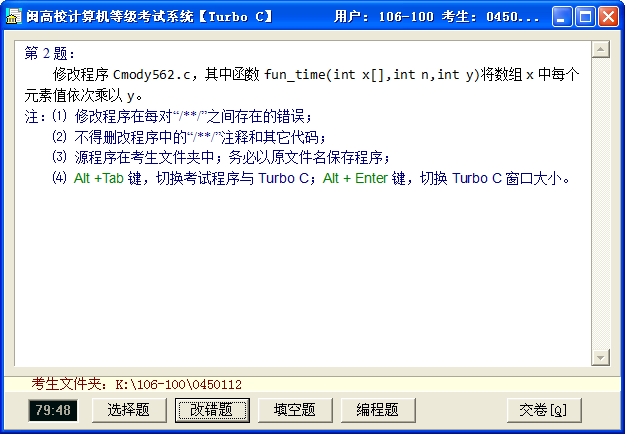 闽高校计算机等级考试系统【Turbo C】 用户: 106-100 考生: 0450...
第 2 题：
修改程序 Cmody562.c，其中函数 fun_time(int x[],int n,int y)将数组 x 中每个
元素值依次乘以 y。
注：⑴ 修改程序在每对“/**/”之间存在的错误；
⑵ 不得删改程序中的“/**/”注释和其它代码；
⑶ 源程序在考生文件夹中；务必以原文件名保存程序；
⑷ Alt +Tab 键，切换考试程序与 Turbo C；Alt + Enter 键，切换 Turbo C 窗口大小。
考生文件夹：K:\106-100\0450112
79:48 选择题 改错题 填空题 编程题 交卷[Q]